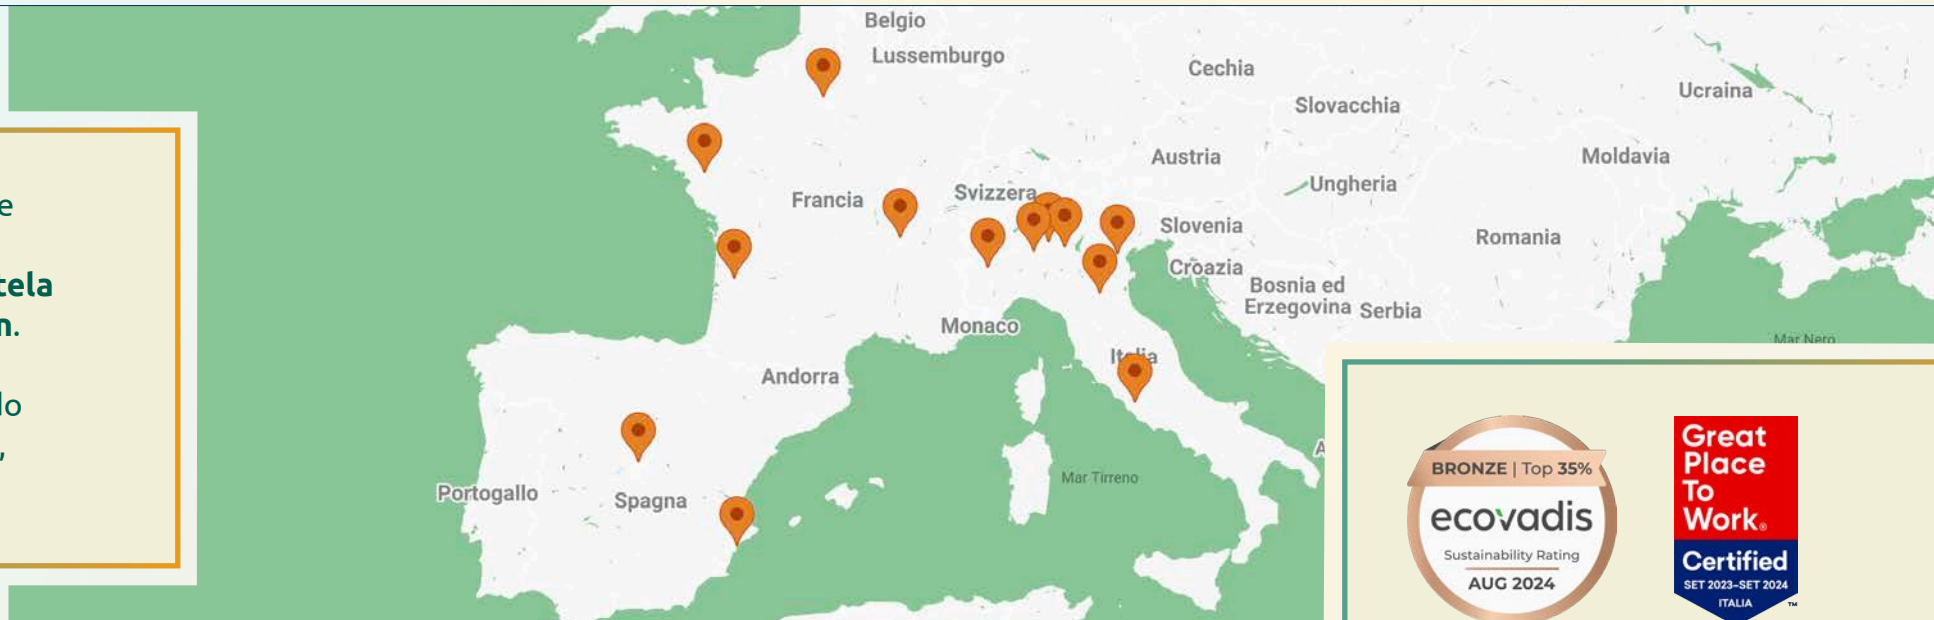 Belgio
Lussemburgo
Cechia
Ucraina
Slovacchia
Austria
Moldavia
Ungheria
Francia
Svizzera
Slovenia
Romania
Croazia
Bosnia ed
Erzegovina
Serbia
Monaco
Mar Nero
Italia
Andorra
Mar Tirreno
Portogallo
Spagna
e
tela
n.
lo
,
BRONZE | Top 35%
ecovadis
Sustainability Rating
AUG 2024
Great
Place
To
Work®
Certified
SET 2023–SET 2024
ITALIA
™